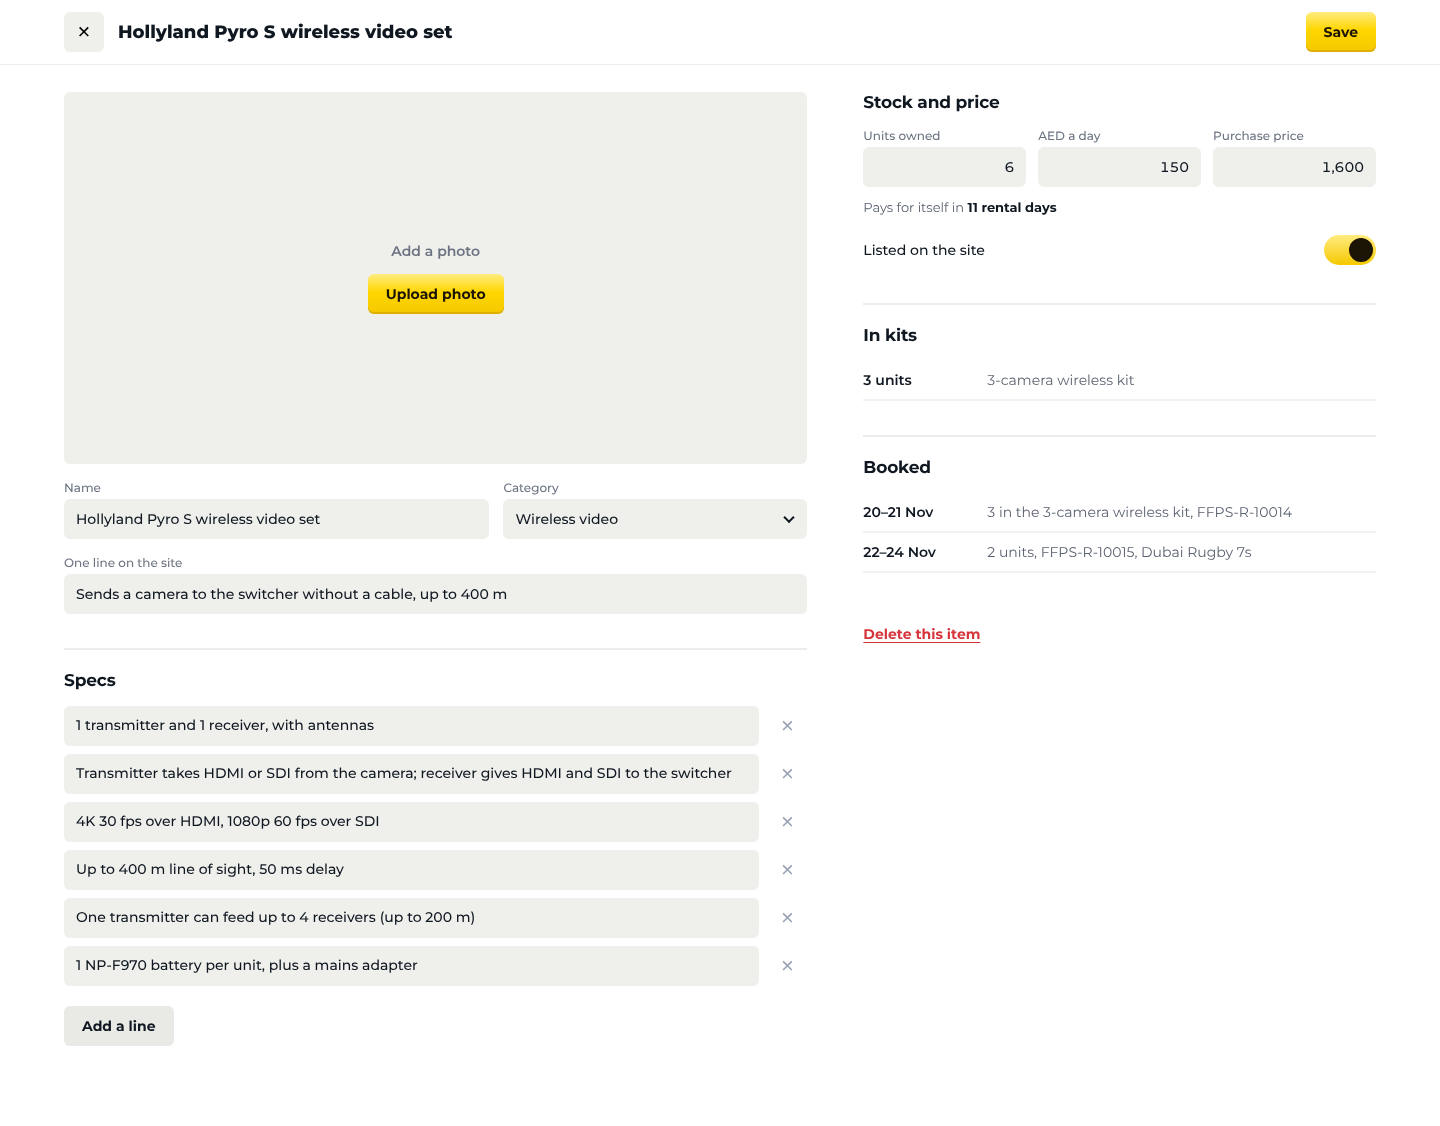 ✕ Hollyland Pyro S wireless video set
Save
Add a photo
Upload photo
Name
Hollyland Pyro S wireless video set
Category
Wireless video
One line on the site
Sends a camera to the switcher without a cable, up to 400 m
Specs
1 transmitter and 1 receiver, with antennas ✕
Transmitter takes HDMI or SDI from the camera; receiver gives HDMI and SDI to the switcher ✕
4K 30 fps over HDMI, 1080p 60 fps over SDI ✕
Up to 400 m line of sight, 50 ms delay ✕
One transmitter can feed up to 4 receivers (up to 200 m) ✕
1 NP-F970 battery per unit, plus a mains adapter ✕
Add a line
Stock and price
Units owned
6
AED a day
150
Purchase price
1,600
Pays for itself in 11 rental days
Listed on the site
In kits
3 units 3-camera wireless kit
Booked
20–21 Nov 3 in the 3-camera wireless kit, FFPS-R-10014
22–24 Nov 2 units, FFPS-R-10015, Dubai Rugby 7s
Delete this item